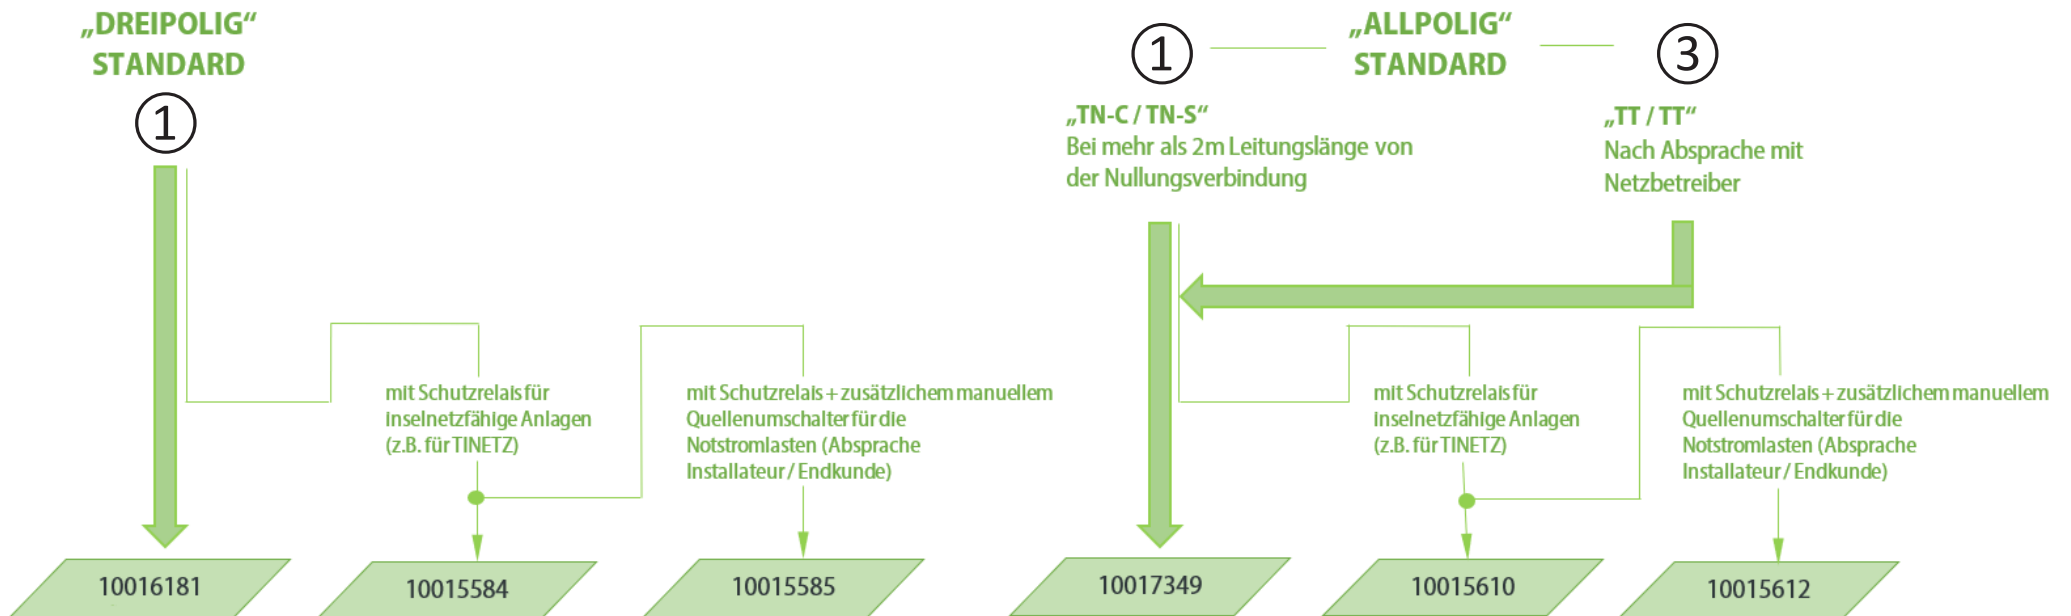 „DREIPOLIG“
STANDARD
①
„ALLPOLIG“
STANDARD
①
③
„TN-C / TN-S“
Bei mehr als 2m Leitungslänge von
der Nullungsverbindung
„TT / TT“
Nach Absprache mit
Netzbetreiber
mit Schutzrelais für
inselnetzfähige Anlagen
(z.B. für TINETZ)
mit Schutzrelais + zusätzlichem manuellem
Quellenumschalter für die
Notstromlasten (Absprache
Installateur / Endkunde)
mit Schutzrelais für
inselnetzfähige Anlagen
(z.B. für TINETZ)
mit Schutzrelais + zusätzlichem manuellem
Quellenumschalter für die
Notstromlasten (Absprache
Installateur / Endkunde)
10016181
10015584
10015585
10017349
10015610
10015612